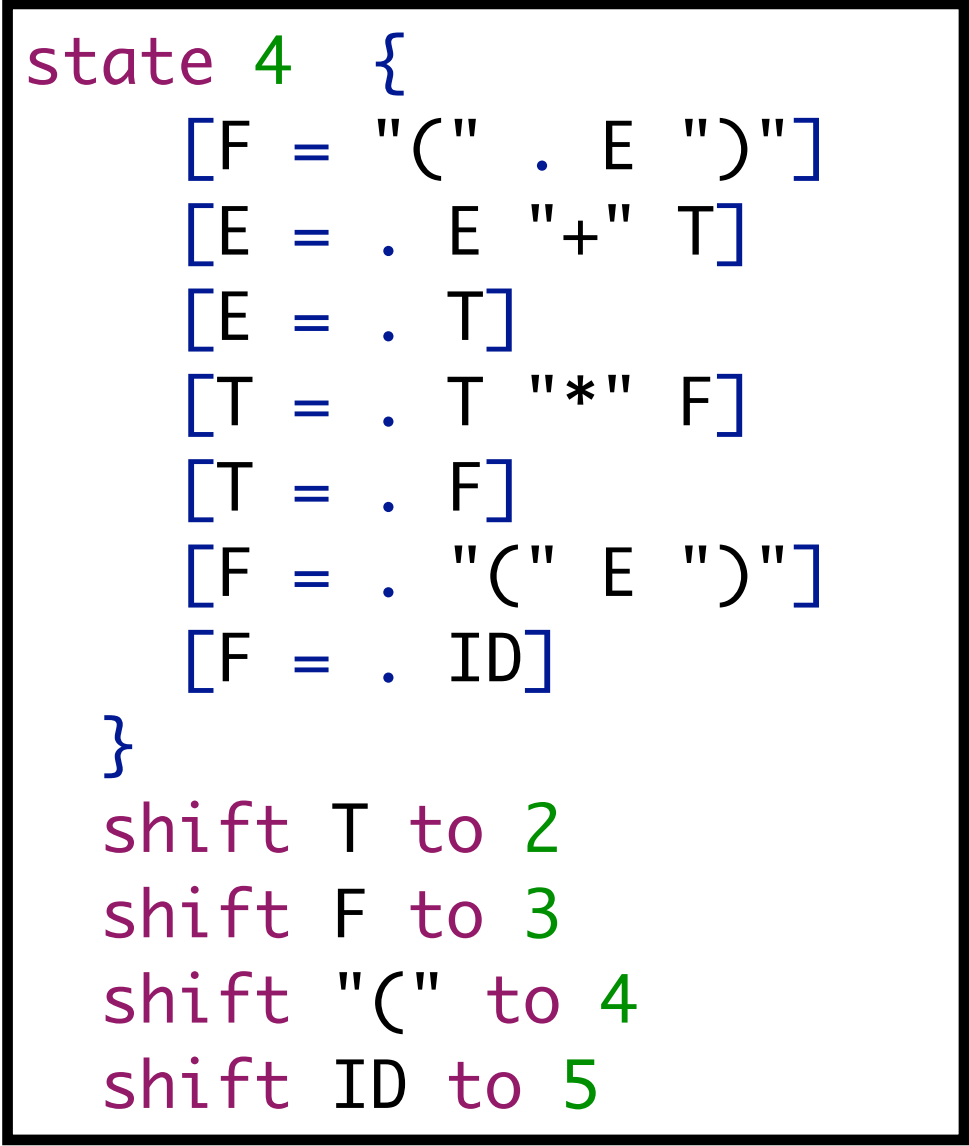 state 4 {
[F = "(" . E ")"]
[E = . E "+" T]
[E = . T]
[T = . T "*" F]
[T = . F]
[F = . "(" E ")"]
[F = . ID]
}
shift T to 2
shift F to 3
shift "(" to 4
shift ID to 5